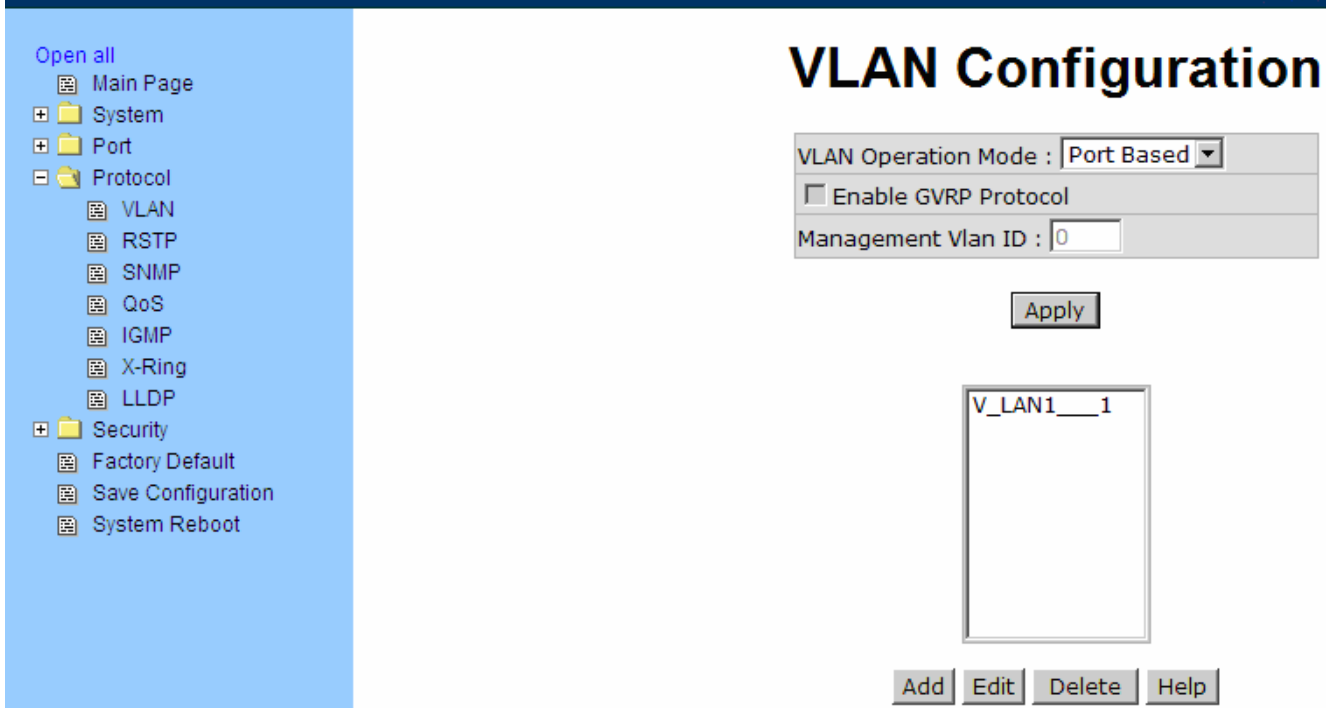 Open all
Main Page
System
Port
Protocol
VLAN
RSTP
SNMP
QoS
IGMP
X-Ring
LLDP
Security
Factory Default
Save Configuration
System Reboot
VLAN Configuration
VLAN Operation Mode : Port Based
Enable GVRP Protocol
Management Vlan ID : 0
Apply
V_LAN1___1
Add Edit Delete Help